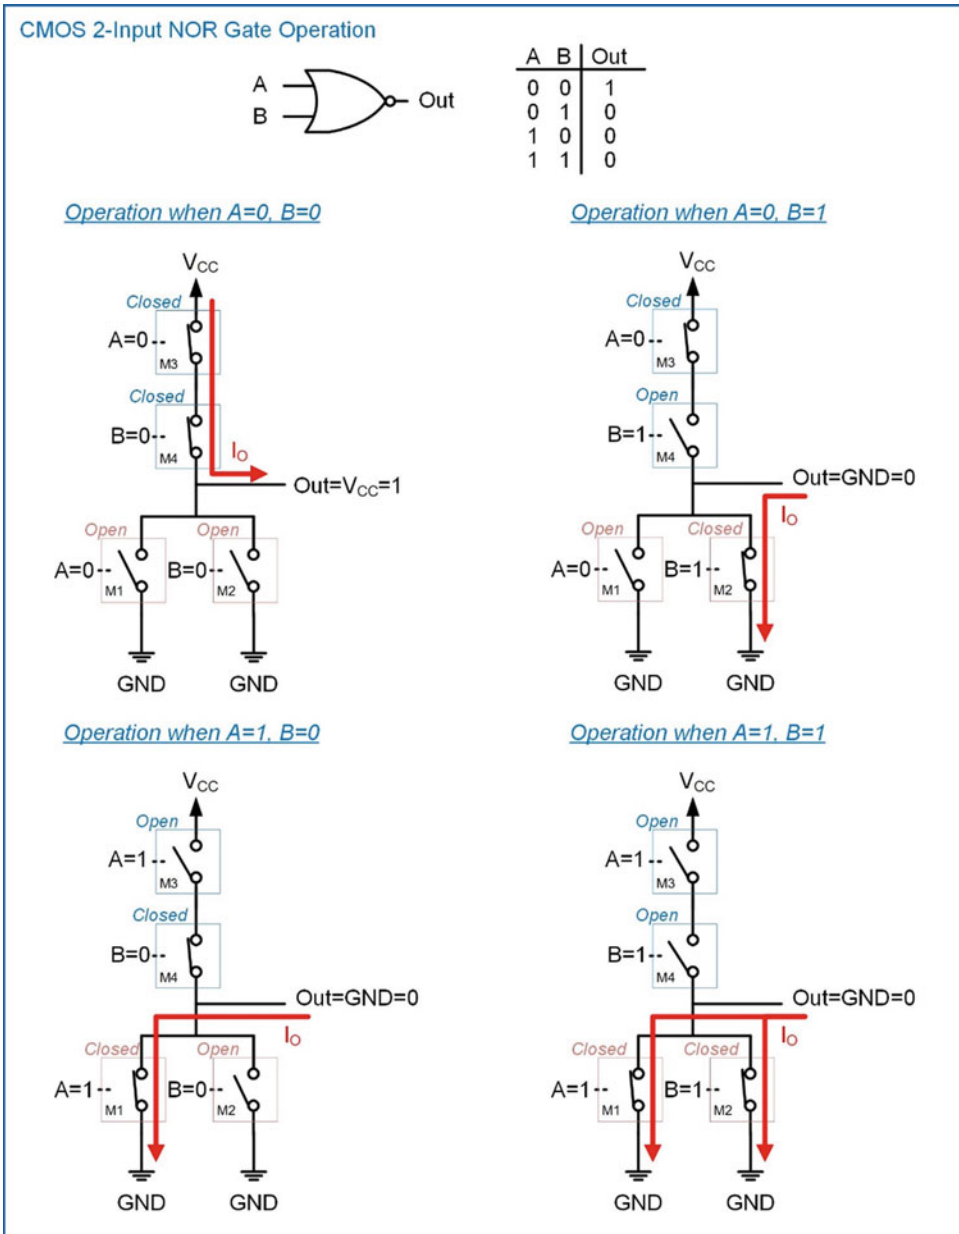 CMOS 2-Input NOR Gate Operation
A
B
Out
A B Out
0 0 1
0 1 0
1 0 0
1 1 0
Operation when A=0, B=0
VCC
Closed
A=0
M3
Closed
B=0
M4
IO
Out=VCC=1
Open
Open
A=0
M1
B=0
M2
GND
GND
Operation when A=0, B=1
VCC
Closed
A=0
M3
Open
B=1
M4
Out=GND=0
IO
Open
Closed
A=0
M1
B=1
M2
GND
GND
Operation when A=1, B=0
VCC
Open
A=1
M3
Closed
B=0
M4
Out=GND=0
IO
Closed
Open
A=1
M1
B=0
M2
GND
GND
Operation when A=1, B=1
VCC
Open
A=1
M3
Open
B=1
M4
Out=GND=0
IO
Closed
Closed
A=1
M1
B=1
M2
GND
GND